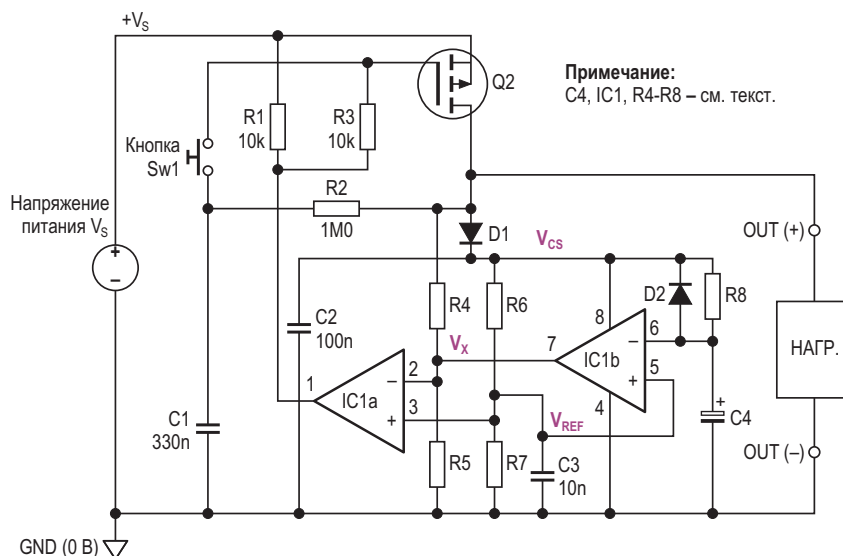 +VS
Q2
Примечание:
C4, IC1, R4-R8 – см. текст.
R1
10k
R3
10k
Кнопка
Sw1
Напряжение
питания VS
+
–
R2
1M0
D1
VCS
OUT (+)
R4
R6
D2
R8
C2
100n
VX
8
7
–
6
IC1b
+
5
4
НАГР.
1
–
2
IC1a
+
3
VREF
+
C4
C1
330n
R5
R7
C3
10n
OUT (–)
GND (0 В)